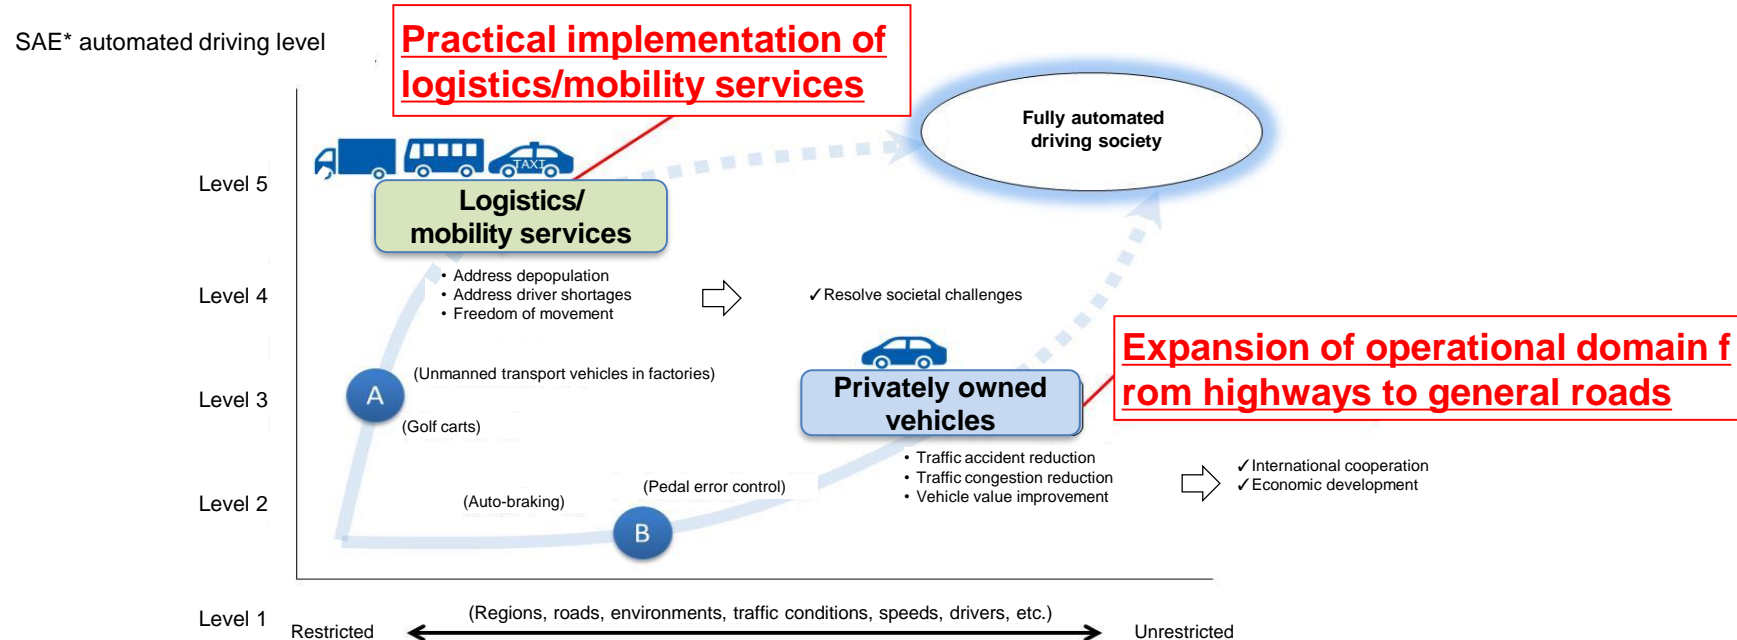 SAE* automated driving level
Practical implementation of
logistics/mobility services
Fully automated
driving society
TAXI
Level 5
Logistics/
mobility services
• Address depopulation
• Address driver shortages
• Freedom of movement
✓Resolve societal challenges
Level 4
Expansion of operational domain f
rom highways to general roads
(Unmanned transport vehicles in factories)
Level 3
A
Privately owned
vehicles
(Golf carts)
• Traffic accident reduction
• Traffic congestion reduction
• Vehicle value improvement
✓International cooperation
✓Economic development
(Pedal error control)
(Auto-braking)
Level 2
B
Level 1
(Regions, roads, environments, traffic conditions, speeds, drivers, etc.)
Restricted
Unrestricted